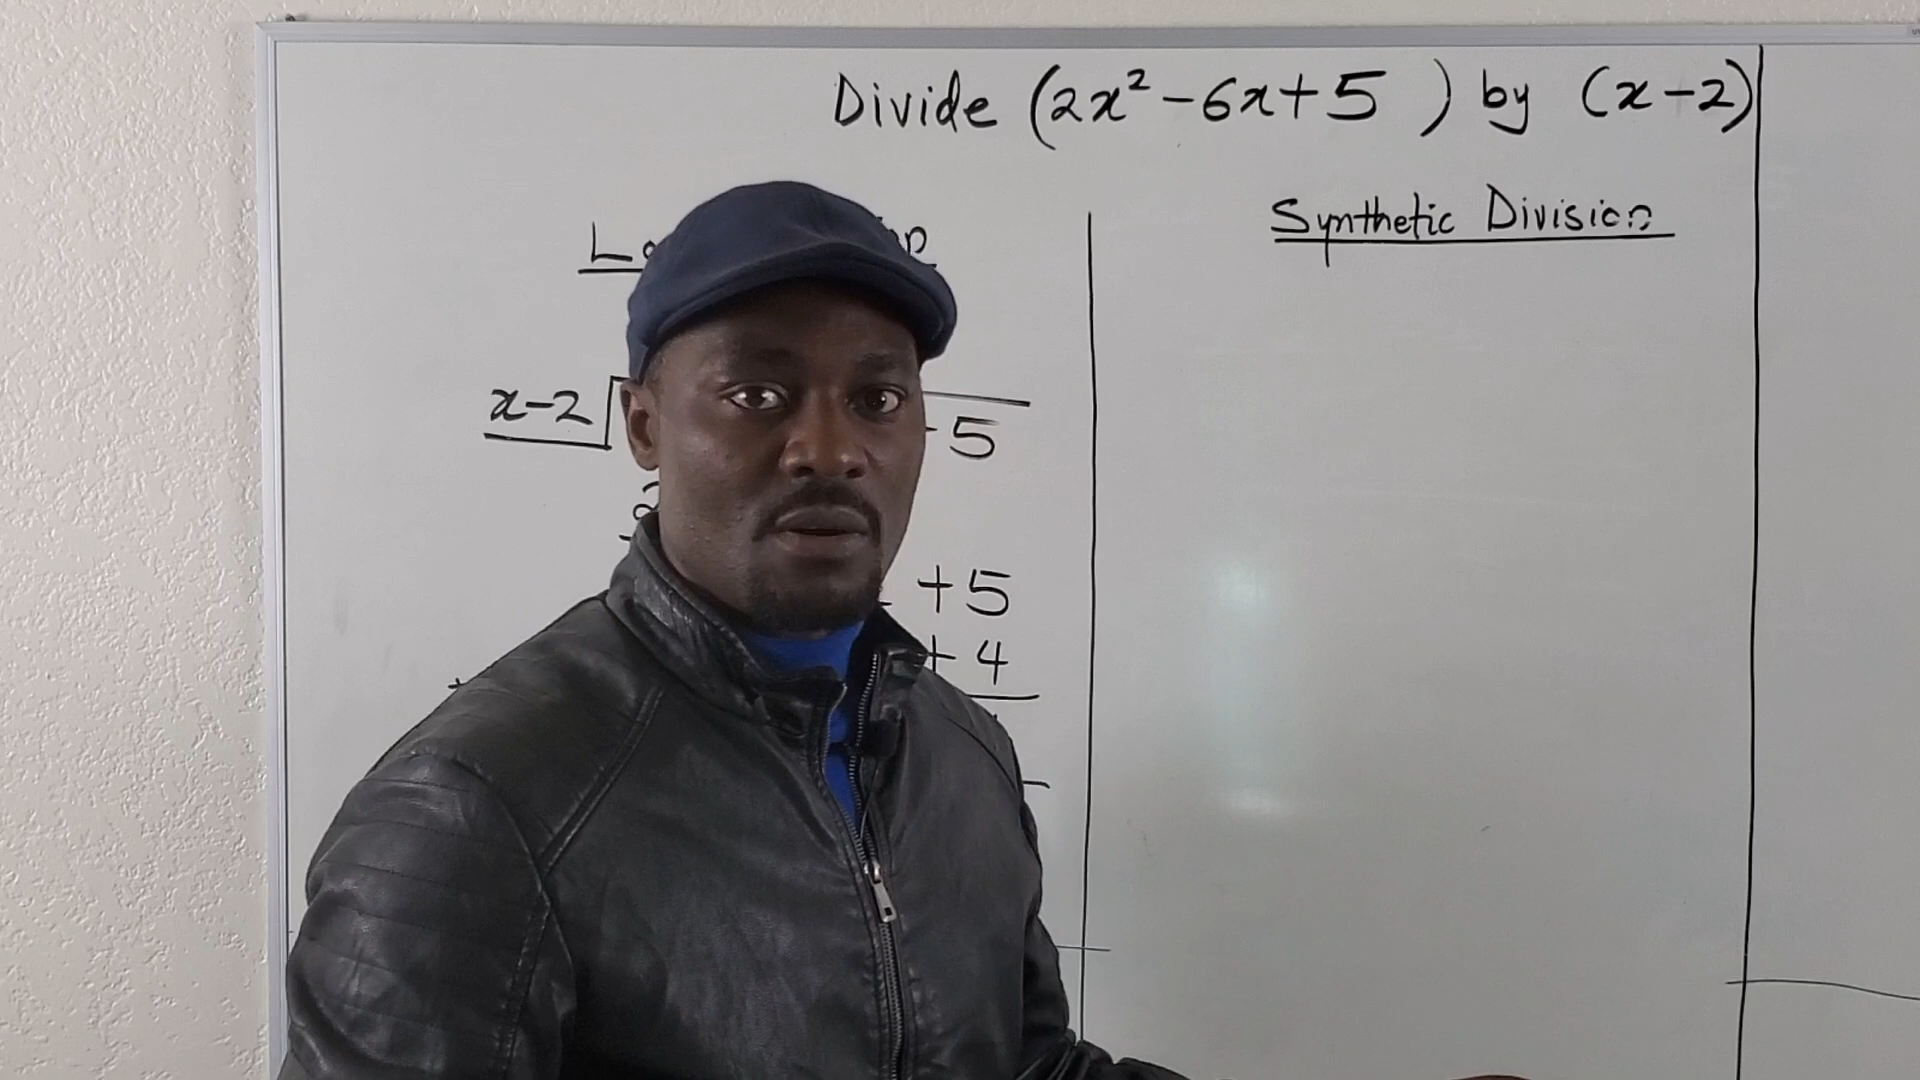 Divide (2x² - 6x + 5 ) by (x - 2)
Synthetic Division
x - 2
5
+ 5
+ 4